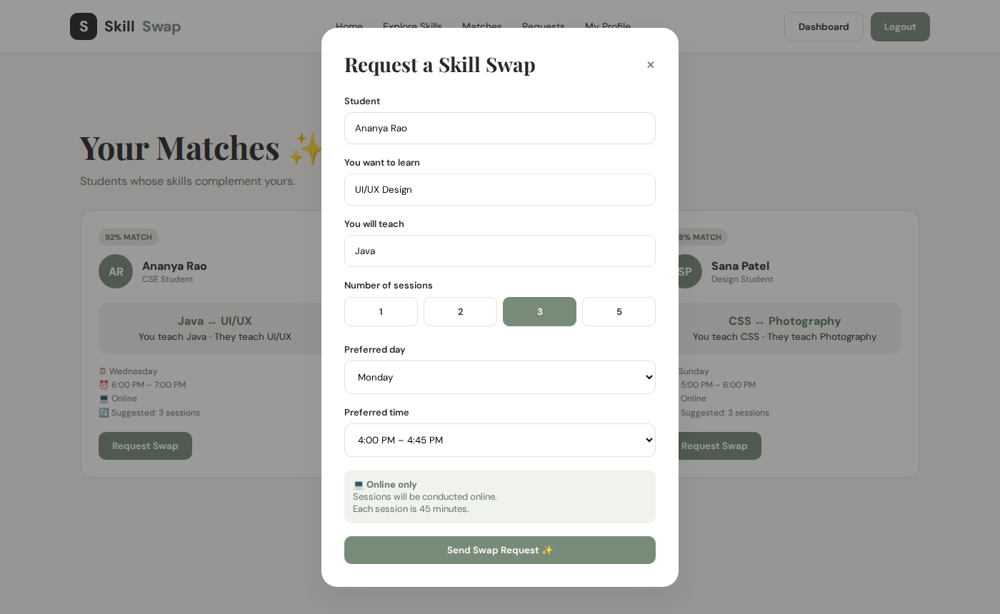 S Skill Swap
Home Explore Skills Matches Requests My Profile
Dashboard
Logout
Your Matches ✨
Students whose skills complement yours.
92% MATCH
AR
Ananya Rao
CSE Student
Java ↔ UI/UX
You teach Java · They teach UI/UX
🗓 Wednesday
⏰ 6:00 PM – 7:00 PM
💻 Online
🔄 Suggested: 3 sessions
Request Swap
Request a Skill Swap
×
Student
Ananya Rao
You want to learn
UI/UX Design
You will teach
Java
Number of sessions
1 2 3 5
Preferred day
Monday
Preferred time
4:00 PM – 4:45 PM
💻 Online only
Sessions will be conducted online.
Each session is 45 minutes.
Send Swap Request ✨
8% MATCH
SP
Sana Patel
Design Student
CSS ↔ Photography
You teach CSS · They teach Photography
Sunday
5:00 PM – 6:00 PM
Online
Suggested: 3 sessions
Request Swap